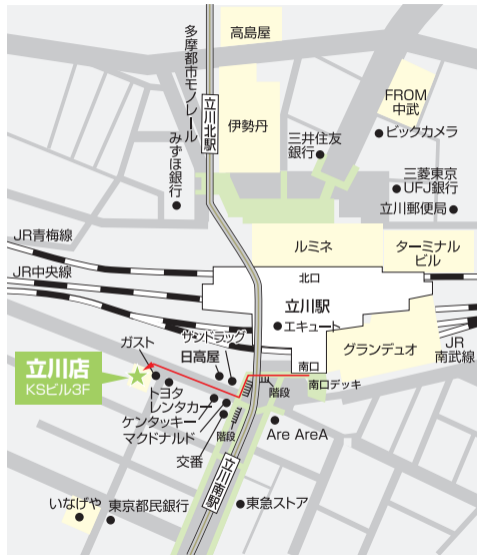 高島屋
多摩都市モノレール
立川北駅
伊勢丹
FROM
中武
ビックカメラ
三井住友
銀行
みずほ銀行
三菱東京
UFJ銀行
立川郵便局
JR青梅線
JR中央線
ルミネ
ターミナル
ビル
北口
立川駅
エキュート
グランデュオ
JR
南武線
南口
南口デッキ
サンドラッグ
日高屋
ガスト
立川店
KSビル3F
トヨタ
レンタカー
ケンタッキー
マクドナルド
交番
階段
階段
Are AreA
立川南駅
いなげや
東京都民銀行
東急ストア